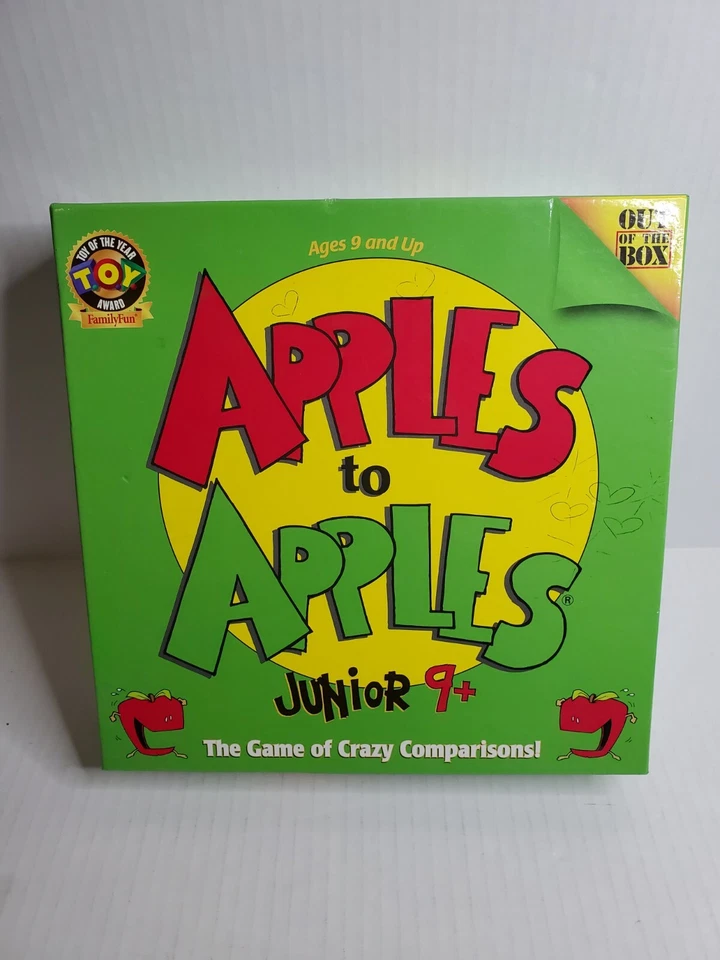 TOY OF THE YEAR
TOY
AWARD
FamilyFun®
Ages 9 and Up
OUT
OF THE
BOX
APPLES
to
APPLES®
JUNiOR 9+
The Game of Crazy Comparisons!